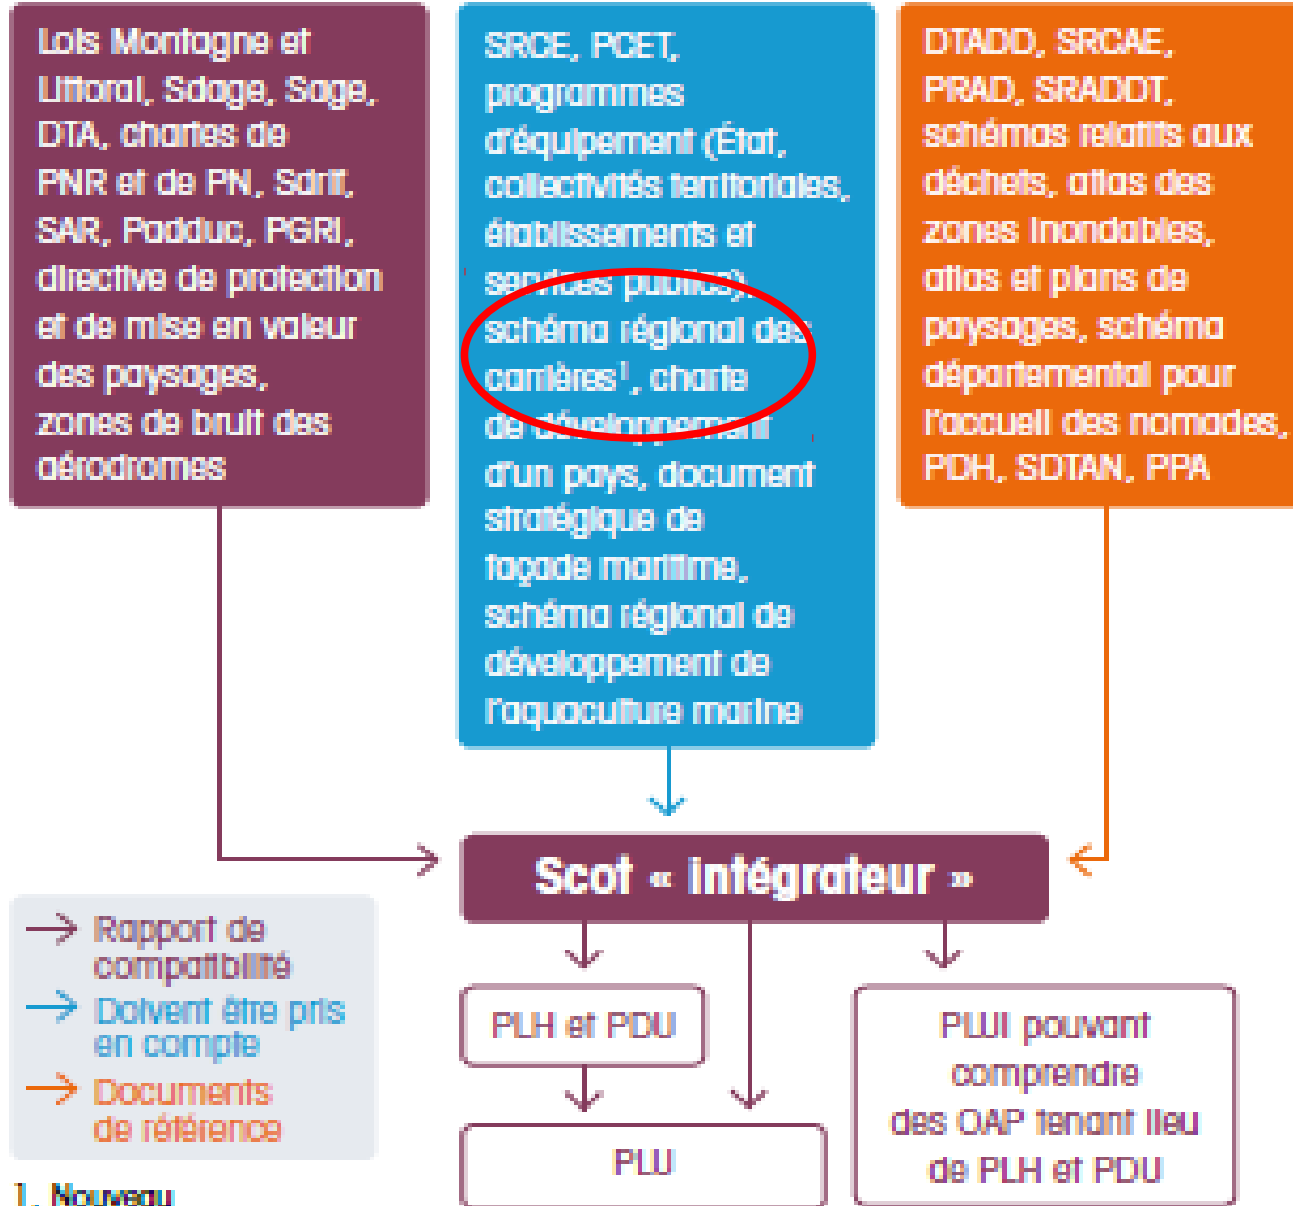 Lois Montagne et
Littoral, Sdage, Sage,
DTA, chartes de
PNR et de PN, Sdrif,
SAR, Padduc, PGRI,
directive de protection
et de mise en valeur
des paysages,
zones de bruit des
aérodromes
SRCE, PCET,
programmes
d'équipement (État,
collectivités territoriales,
établissements et
services publics),
schéma régional des
carrières¹, charte
de développement
d'un pays, document
stratégique de
façade maritime,
schéma régional de
développement de
l'aquaculture marine
DTADD, SRCAE,
PRAD, SRADDT,
schémas relatifs aux
déchets, atlas des
zones inondables,
atlas et plans de
paysages, schéma
départemental pour
l'accueil des nomades,
PDH, SDTAN, PPA
Scot « intégrateur »
Rapport de
compatibilité
Doivent être pris
en compte
Documents
de référence
PLH et PDU
PLU
PLUI pouvant
comprendre
des OAP tenant lieu
de PLH et PDU
1. Nouveau